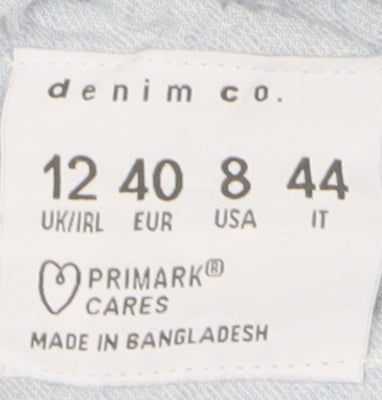 denim co.
12 40 8 44
UK/IRL EUR USA IT
PRIMARK®
CARES
MADE IN BANGLADESH